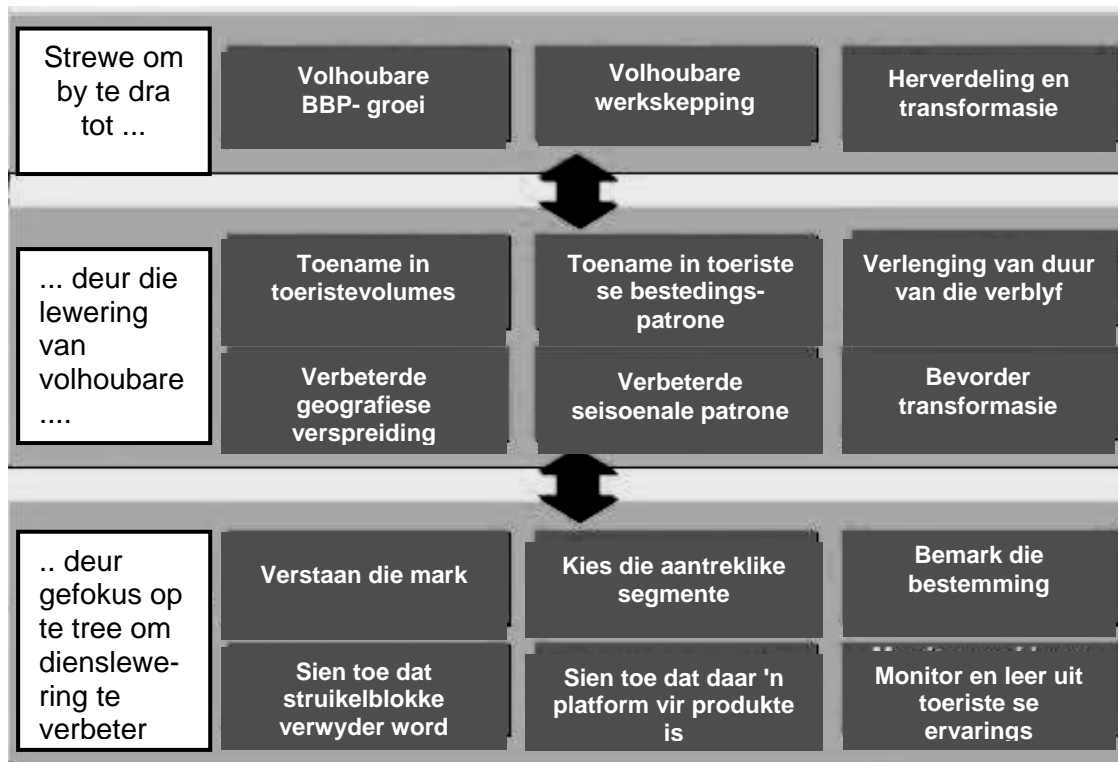 Strewe om
by te dra
tot ...
Volhoubare
BBP- groei
Volhoubare
werkskepping
Herverdeling en
transformasie
... deur die
lewering
van
volhoubare
....
Toename in
toeristevolumes
Toename in toeriste
se bestedings-
patrone
Verlenging van duur
van die verblyf
Verbeterde
geografiese
verspreiding
Verbeterde
seisoenale patrone
Bevorder
transformasie
.. deur
gefokus op
te tree om
dienslewe-
ring te
verbeter
Verstaan die mark
Kies die aantreklike
segmente
Bemark die
bestemming
Sien toe dat
struikelblokke
verwyder word
Sien toe dat daar 'n
platform vir produkte
is
Monitor en leer uit
toeriste se
ervarings